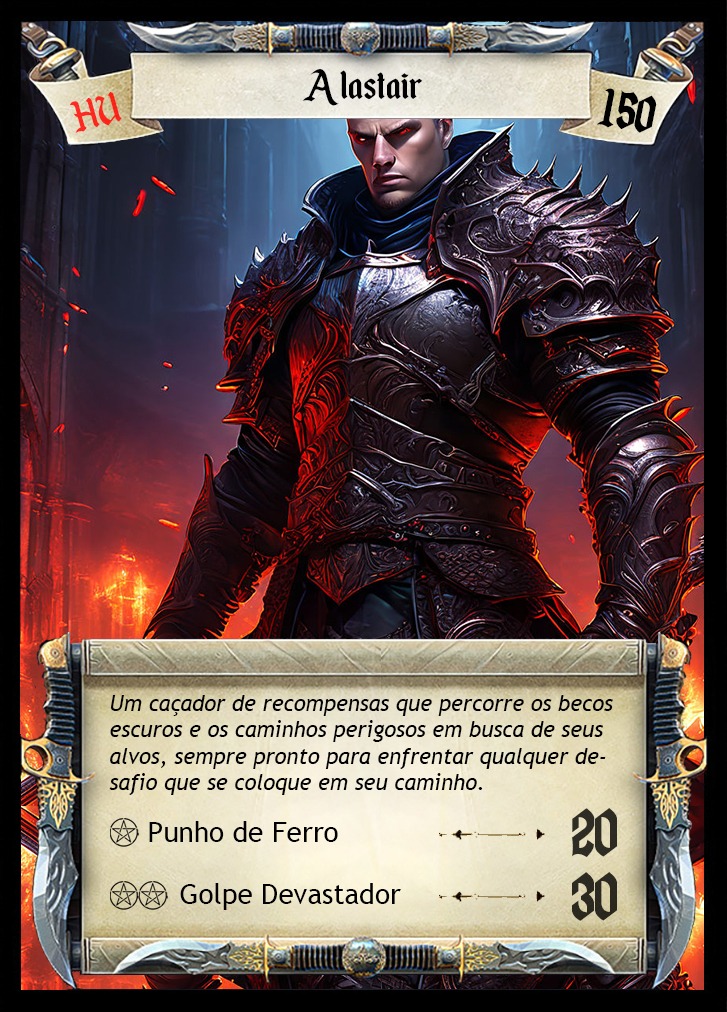 Alastair
HU
150
Um caçador de recompensas que percorre os becos
escuros e os caminhos perigosos em busca de seus
alvos, sempre pronto para enfrentar qualquer de-
safio que se coloque em seu caminho.
Punho de Ferro 20
Golpe Devastador 30